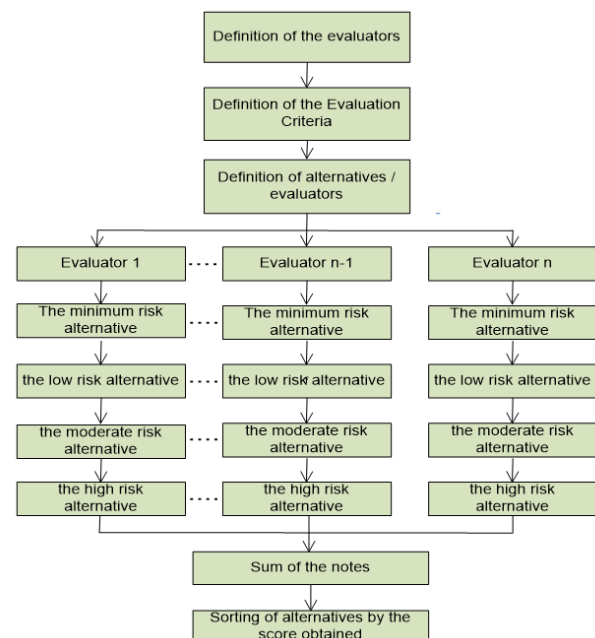 Definition of the evaluators
Definition of the Evaluation
Criteria
Definition of alternatives /
evaluators
Evaluator 1
Evaluator n-1
Evaluator n
The minimum risk
alternative
The minimum risk
alternative
The minimum risk
alternative
the low risk alternative
the low risk alternative
the low risk alternative
the moderate risk
alternative
the moderate risk
alternative
the moderate risk
alternative
the high risk
alternative
the high risk
alternative
the high risk
alternative
Sum of the notes
Sorting of alternatives by the
score obtained